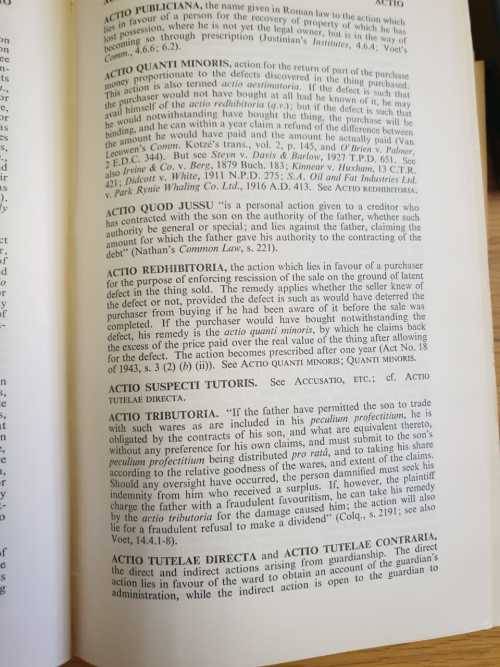 ACTIO
ACTIO PUBLICIANA, the name given in Roman law to the action which
lies in favour of a person for the recovery of property of which he has
lost possession, where he is not yet the legal owner, but is in the way of
becoming so through prescription (Justinian's Institutes, 4.6.4; Voet's
Comm., 4.6.6; 6.2).
ACTIO QUANTI MINORIS, action for the return of part of the purchase
money proportionate to the defects discovered in the thing purchased.
This action is also termed actio aestimatoria. If the defect is such that
the purchaser would not have bought at all had he known of it, he may
avail himself of the actio redhibitoria (q.v.); but if the defect is such that
he would notwithstanding have bought the thing, the purchase will be
binding, and he can within a year claim a refund of the difference between
the amount he would have paid and the amount he actually paid (Van
Leeuwen's Comm. Kotzé's trans., vol. 2, p. 145, and O'Brien v. Palmer,
2 E.D.C. 344). But see Steyn v. Davis & Barlow, 1927 T.P.D. 651. See
also Irvine & Co. v. Berg, 1879 Buch. 183; Kinnear v. Huxham, 13 C.T.R.
421; Didcott v. White, 1911 N.P.D. 275; S.A. Oil and Fat Industries Ltd.
v. Park Rynie Whaling Co. Ltd., 1916 A.D. 413. See ACTIO REDHIBITORIA.
ACTIO QUOD JUSSU "is a personal action given to a creditor who
has contracted with the son on the authority of the father, whether such
authority be general or special; and lies against the father, claiming the
amount for which the father gave his authority to the contracting of the
debt" (Nathan's Common Law, s. 221).
ACTIO REDHIBITORIA, the action which lies in favour of a purchaser
for the purpose of enforcing rescission of the sale on the ground of latent
defect in the thing sold. The remedy applies whether the seller knew of
the defect or not, provided the defect is such as would have deterred the
purchaser from buying if he had been aware of it before the sale was
completed. If the purchaser would have bought notwithstanding the
defect, his remedy is the actio quanti minoris, by which he claims back
the excess of the price paid over the real value of the thing after allowing
for the defect. The action becomes prescribed after one year (Act No. 18
of 1943, s. 3 (2) (b) (ii)). See ACTIO QUANTI MINORIS; QUANTI MINORIS.
ACTIO SUSPECTI TUTORIS. See ACCUSATIO, ETC.; cf. ACTIO
TUTELAE DIRECTA.
ACTIO TRIBUTORIA. "If the father have permitted the son to trade
with such wares as are included in his peculium profectitium, he is
obligated by the contracts of his son, and what are equivalent thereto,
without any preference for his own claims, and must submit to the son's
peculium profectitium being distributed pro ratâ, and to taking his share
according to the relative goodness of the wares, and extent of the claims.
Should any oversight have occurred, the person damnified must seek his
indemnity from him who received a surplus. If, however, the plaintiff
charge the father with a fraudulent favouritism, he can take his remedy
by the actio tributoria for the damage caused him; the action will also
lie for a fraudulent refusal to make a dividend" (Colq., s. 2191; see also
Voet, 14.4.1-8).
ACTIO TUTELAE DIRECTA and ACTIO TUTELAE CONTRARIA,
the direct and indirect actions arising from guardianship. The direct
action lies in favour of the ward to obtain an account of the guardian's
administration, while the indirect action is open to the guardian to